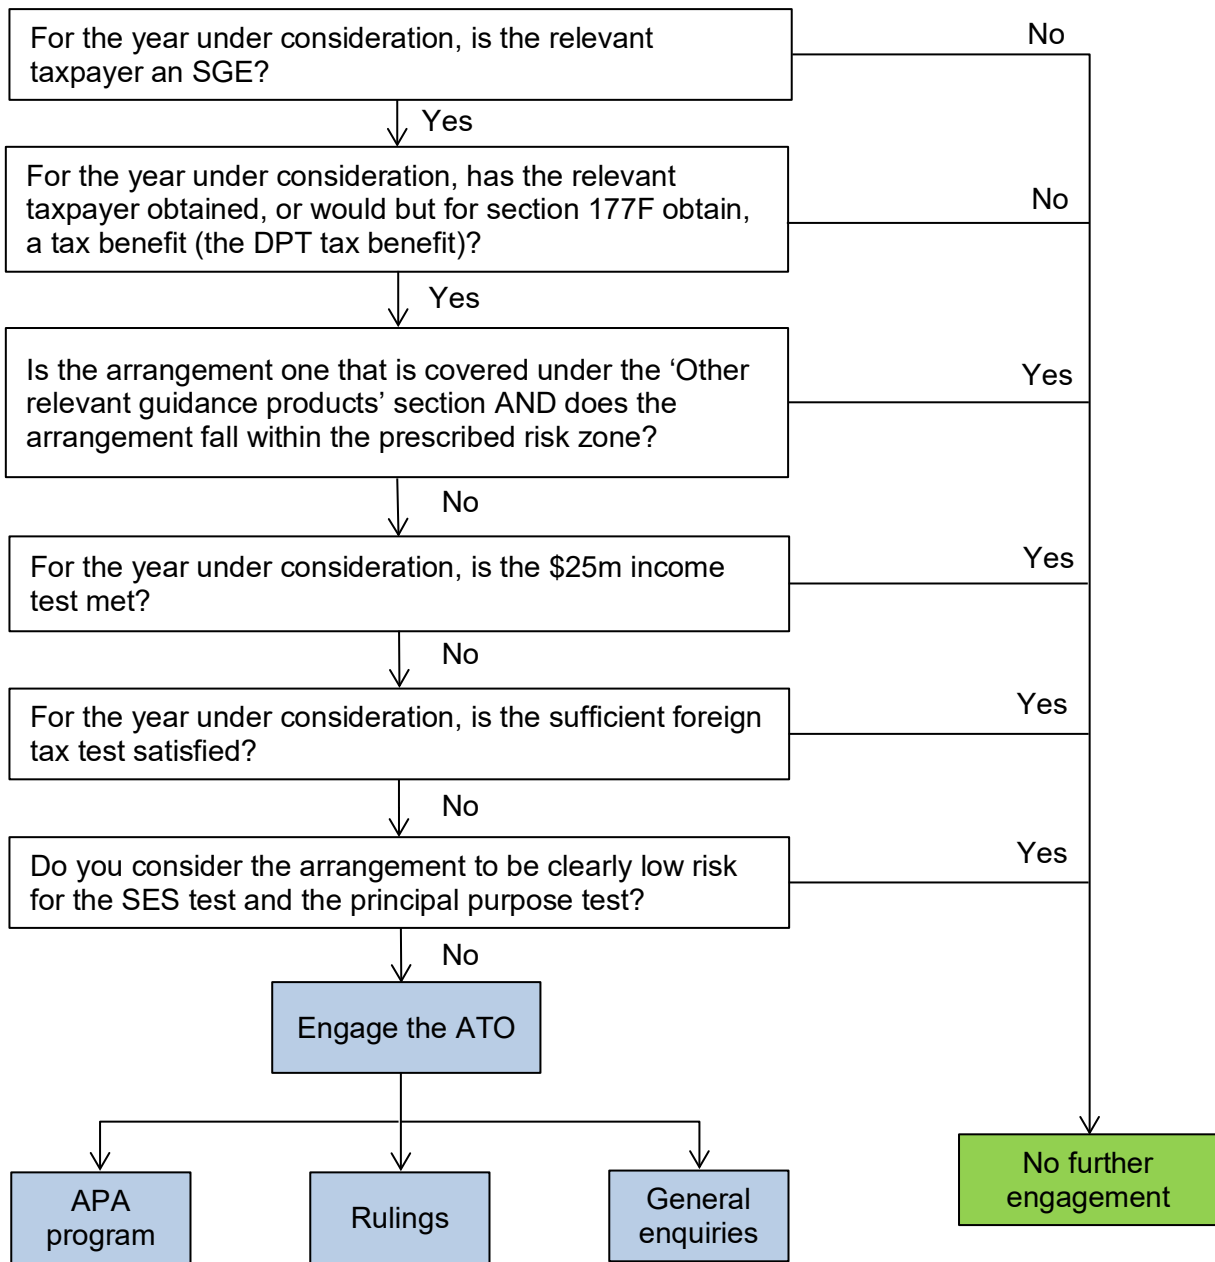 For the year under consideration, is the relevant
taxpayer an SGE?
No
Yes
For the year under consideration, has the relevant
taxpayer obtained, or would but for section 177F obtain,
a tax benefit (the DPT tax benefit)?
No
Yes
Is the arrangement one that is covered under the ‘Other
relevant guidance products’ section AND does the
arrangement fall within the prescribed risk zone?
Yes
No
For the year under consideration, is the $25m income
test met?
Yes
No
For the year under consideration, is the sufficient foreign
tax test satisfied?
Yes
No
Do you consider the arrangement to be clearly low risk
for the SES test and the principal purpose test?
Yes
No
Engage the ATO
APA
program
Rulings
General
enquiries
No further
engagement